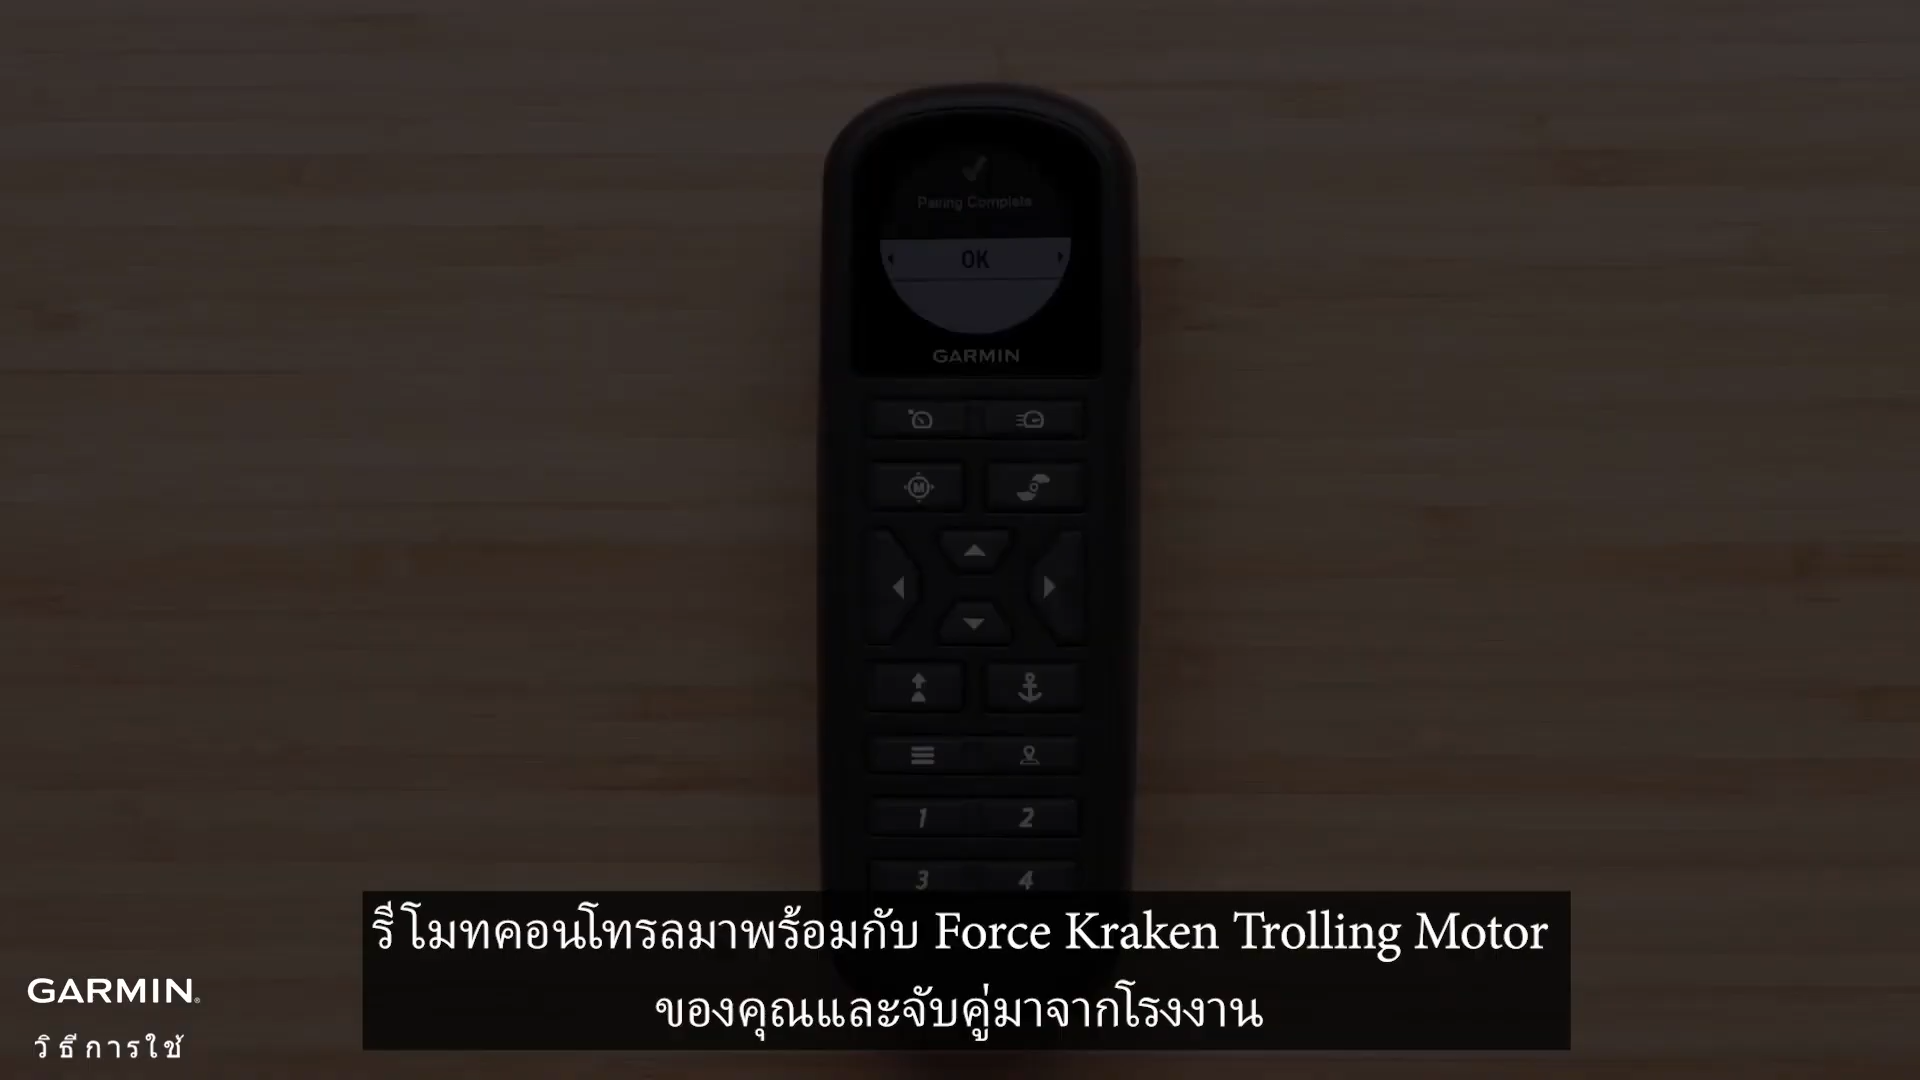 Pairing Complete
OK
GARMIN
M
1 2
3 4
รีโมทคอนโทรลมาพร้อมกับ Force Kraken Trolling Motor
ของคุณและจับคู่มาจากโรงงาน
GARMIN®
วิธีการใช้